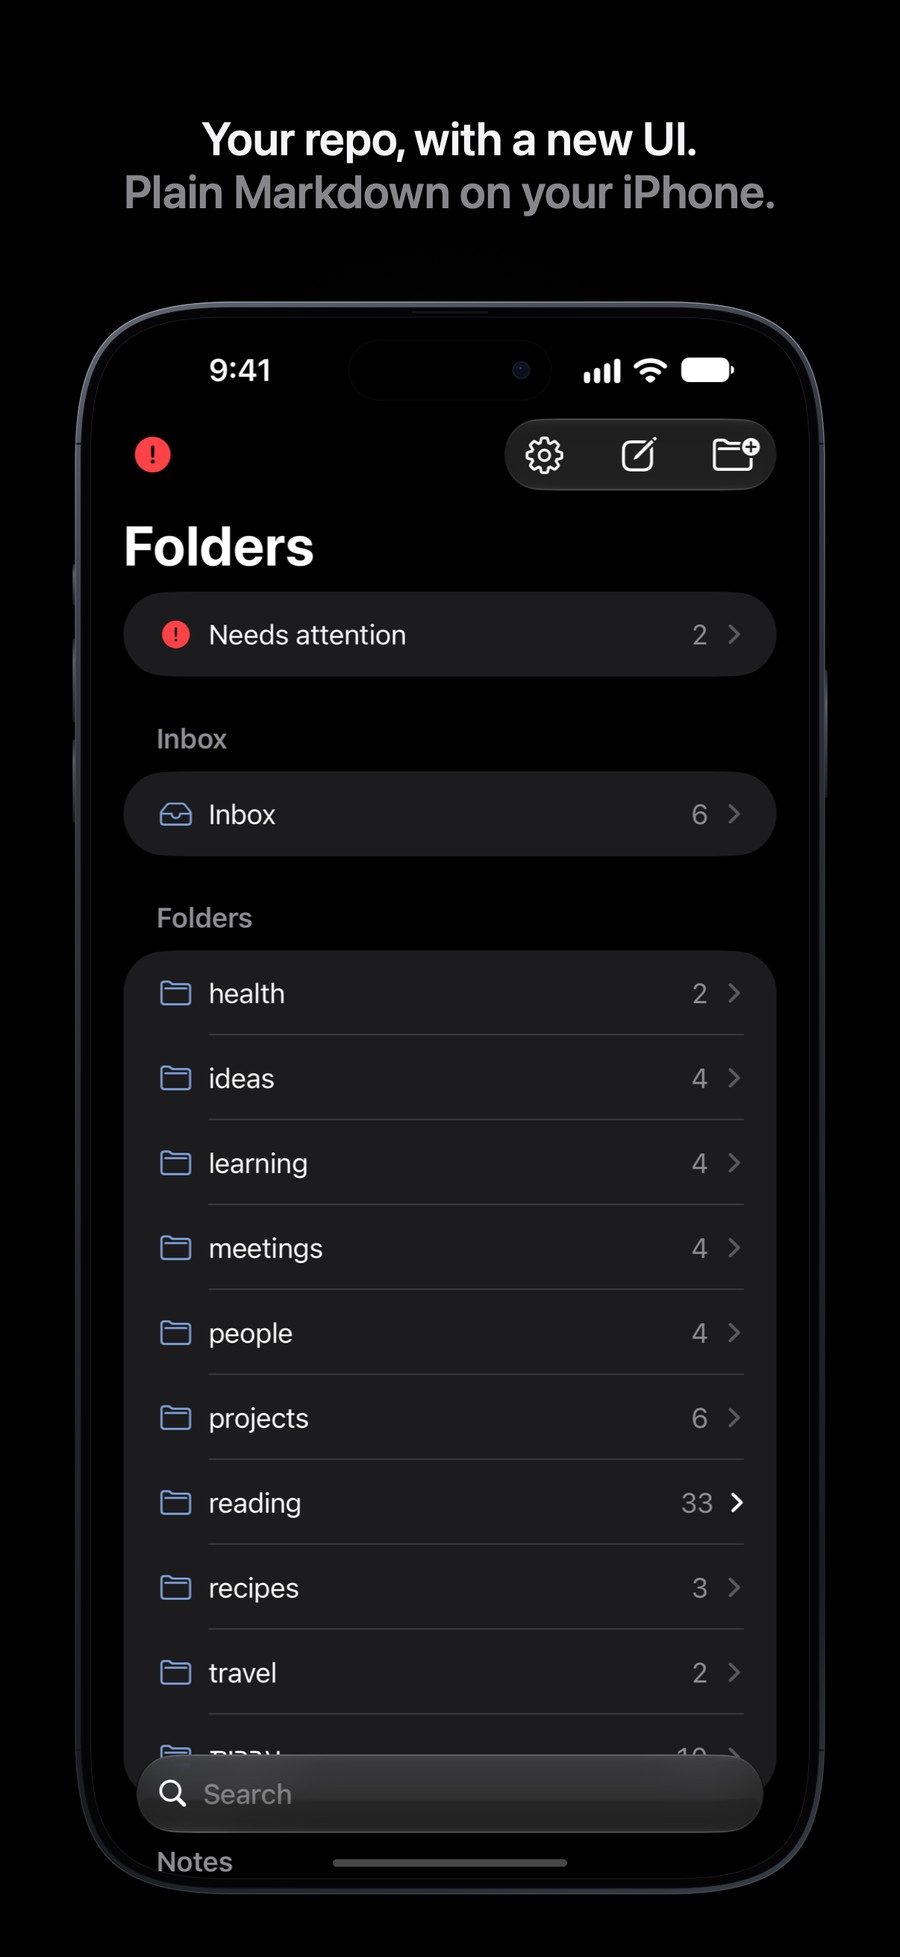 Your repo, with a new UI.
Plain Markdown on your iPhone.
9:41
Folders
Needs attention 2
Inbox
Inbox 6
Folders
health 2
ideas 4
learning 4
meetings 4
people 4
projects 6
reading 33
recipes 3
travel 2
Search
Notes